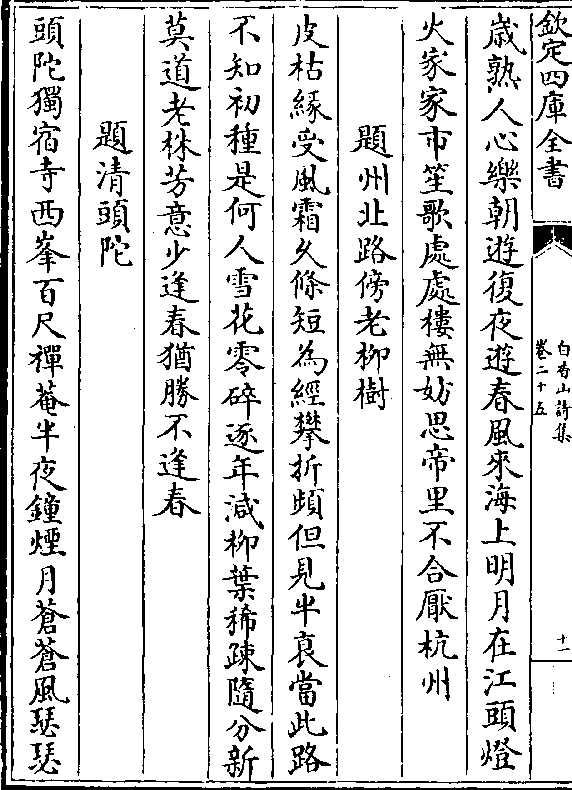 欽定四庫全書
白香山詩集
卷二十五
十一
歳熟人心樂朝遊復夜遊春風來海上明月在江頭燈
火家家市笙歌處處樓無妨思帝里不合厭杭州
題州北路傍老柳樹
皮枯緣受風霜久條短為經攀折頻但見半衰當此路
不知初種是何人雪花零碎逐年減柳葉稀疎隨分新
莫道老株芳意少逢春猶勝不逢春
題清頭陀
頭陀獨宿寺西峯百尺禪菴半夜鐘煙月蒼蒼風瑟瑟